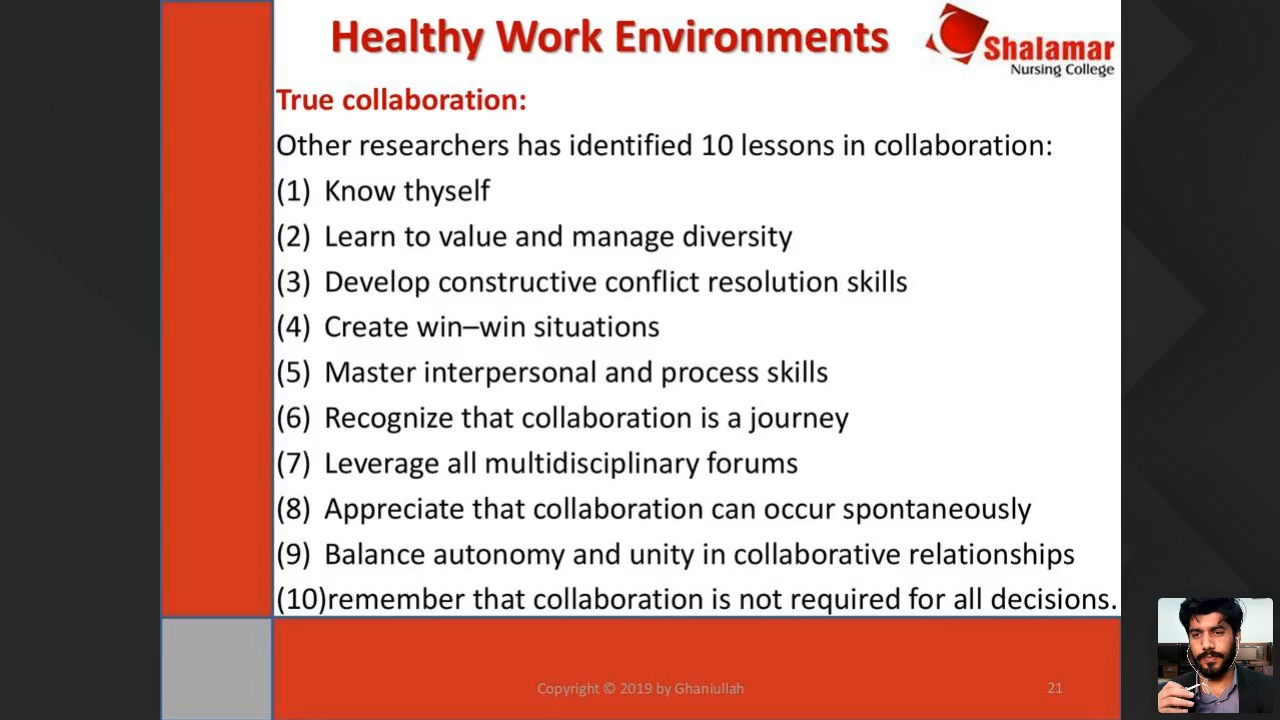 Healthy Work Environments
Shalamar
Nursing College
True collaboration:
Other researchers has identified 10 lessons in collaboration:
(1) Know thyself
(2) Learn to value and manage diversity
(3) Develop constructive conflict resolution skills
(4) Create win–win situations
(5) Master interpersonal and process skills
(6) Recognize that collaboration is a journey
(7) Leverage all multidisciplinary forums
(8) Appreciate that collaboration can occur spontaneously
(9) Balance autonomy and unity in collaborative relationships
(10)remember that collaboration is not required for all decisions.
Copyright © 2019 by Ghaniullah
21